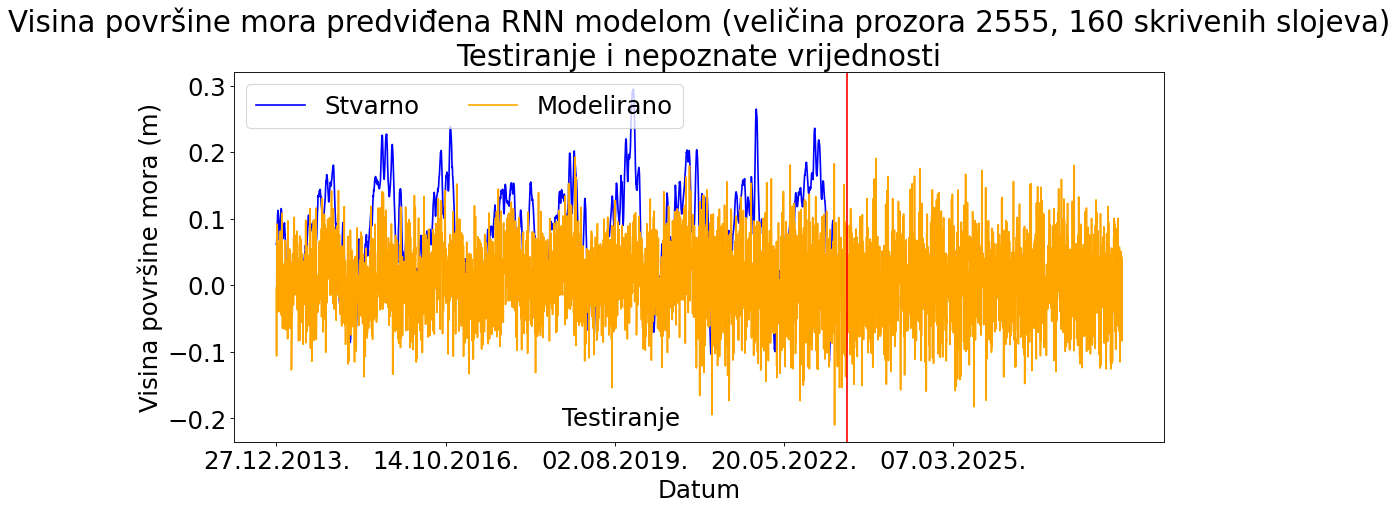 Visina površine mora predviđena RNN modelom (veličina prozora 2555, 160 skrivenih slojeva)
Testiranje i nepoznate vrijednosti
Stvarno
Modelirano
Visina površine mora (m)
0.3
0.2
0.1
0.0
−0.1
−0.2
Testiranje
27.12.2013.
14.10.2016.
02.08.2019.
20.05.2022.
07.03.2025.
Datum